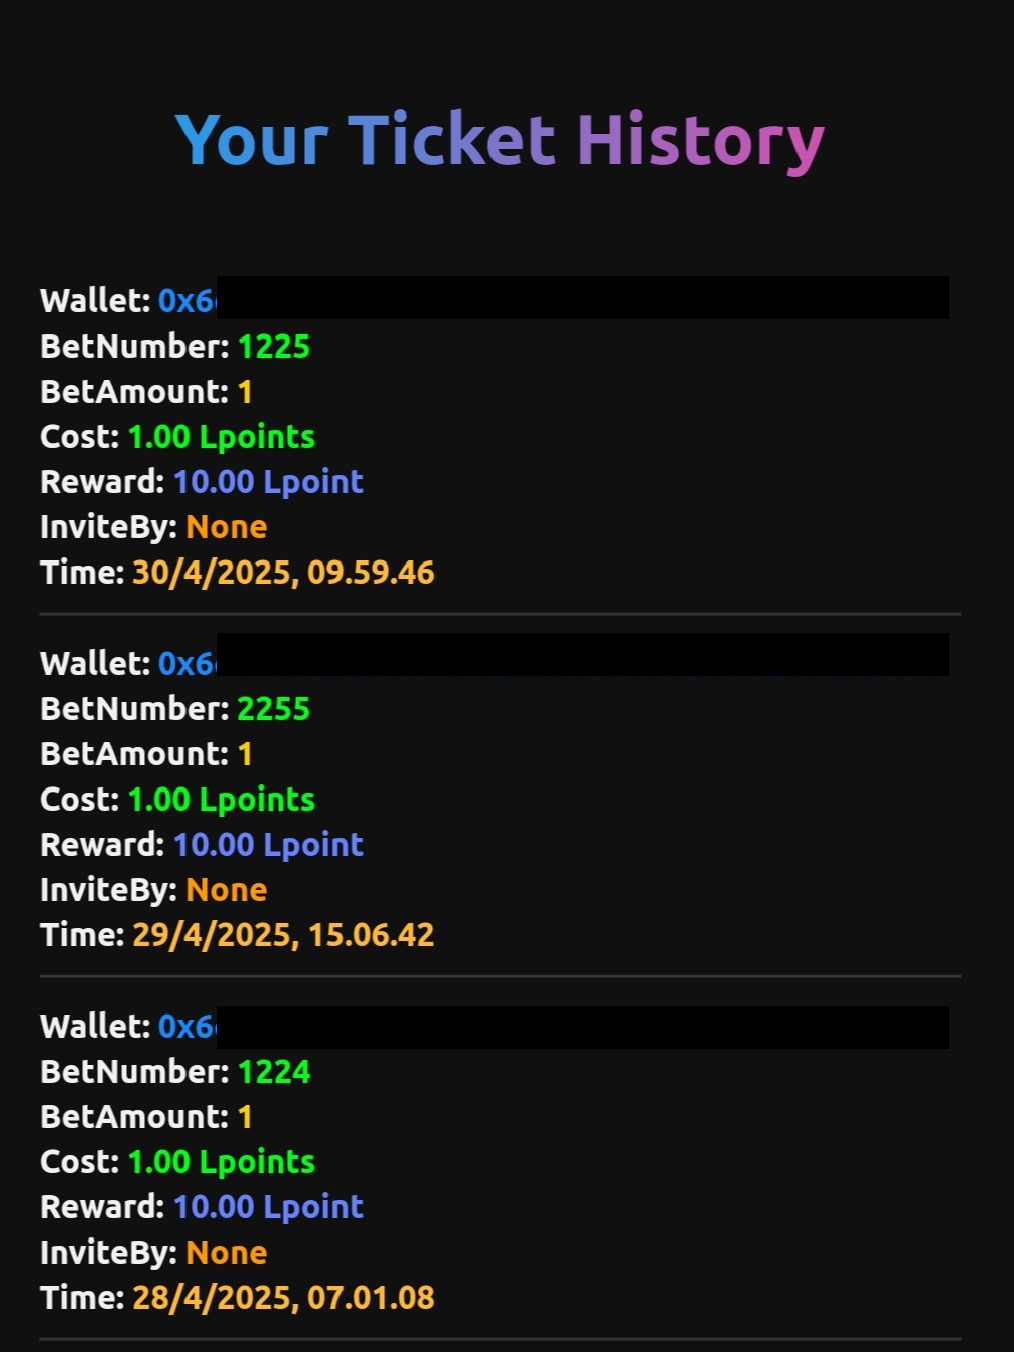 Your Ticket History
Wallet: 0x6
BetNumber: 1225
BetAmount: 1
Cost: 1.00 Lpoints
Reward: 10.00 Lpoint
InviteBy: None
Time: 30/4/2025, 09.59.46
Wallet: 0x6
BetNumber: 2255
BetAmount: 1
Cost: 1.00 Lpoints
Reward: 10.00 Lpoint
InviteBy: None
Time: 29/4/2025, 15.06.42
Wallet: 0x6
BetNumber: 1224
BetAmount: 1
Cost: 1.00 Lpoints
Reward: 10.00 Lpoint
InviteBy: None
Time: 28/4/2025, 07.01.08